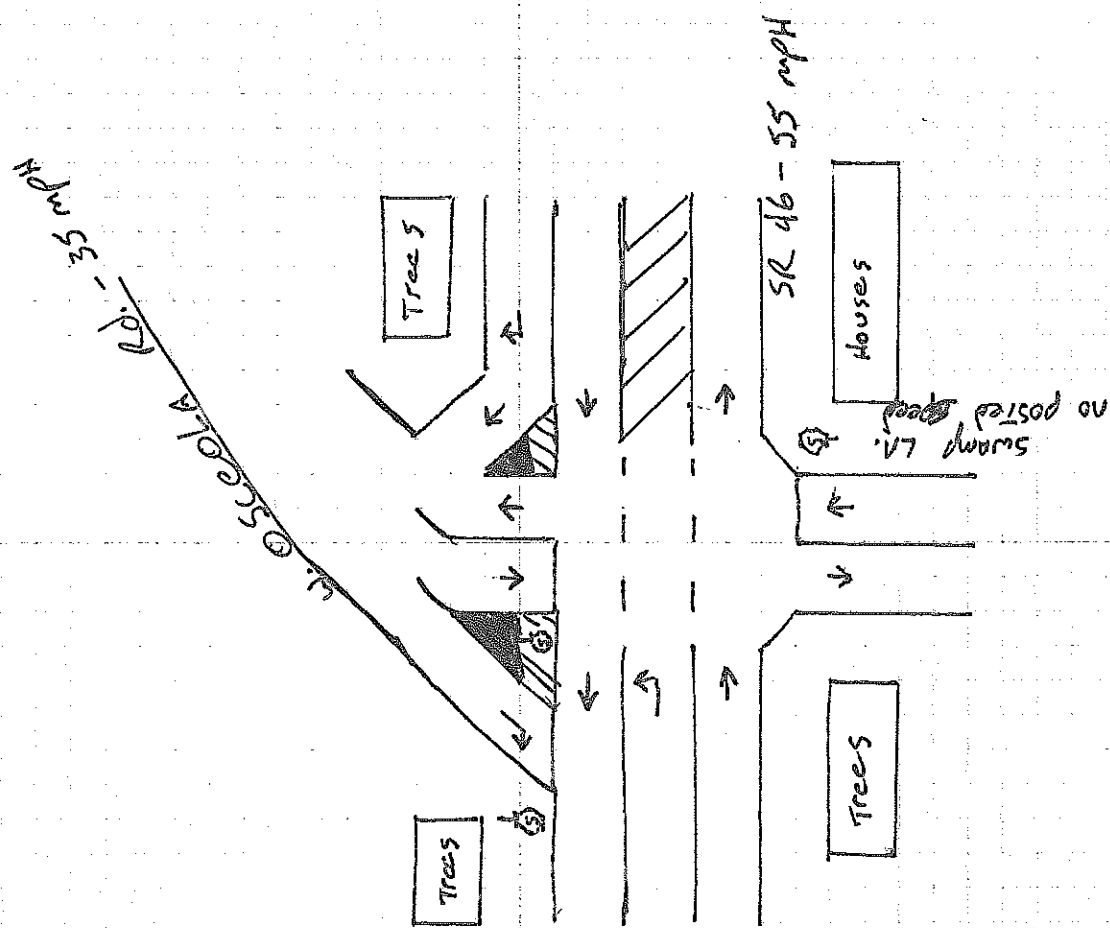 W. OSCEOLA RD. - 35 mpH
Trees
SR 46 - 55 mpH
Houses
Swamp LN.
no posted speed
S
S
S
Trees
Trees